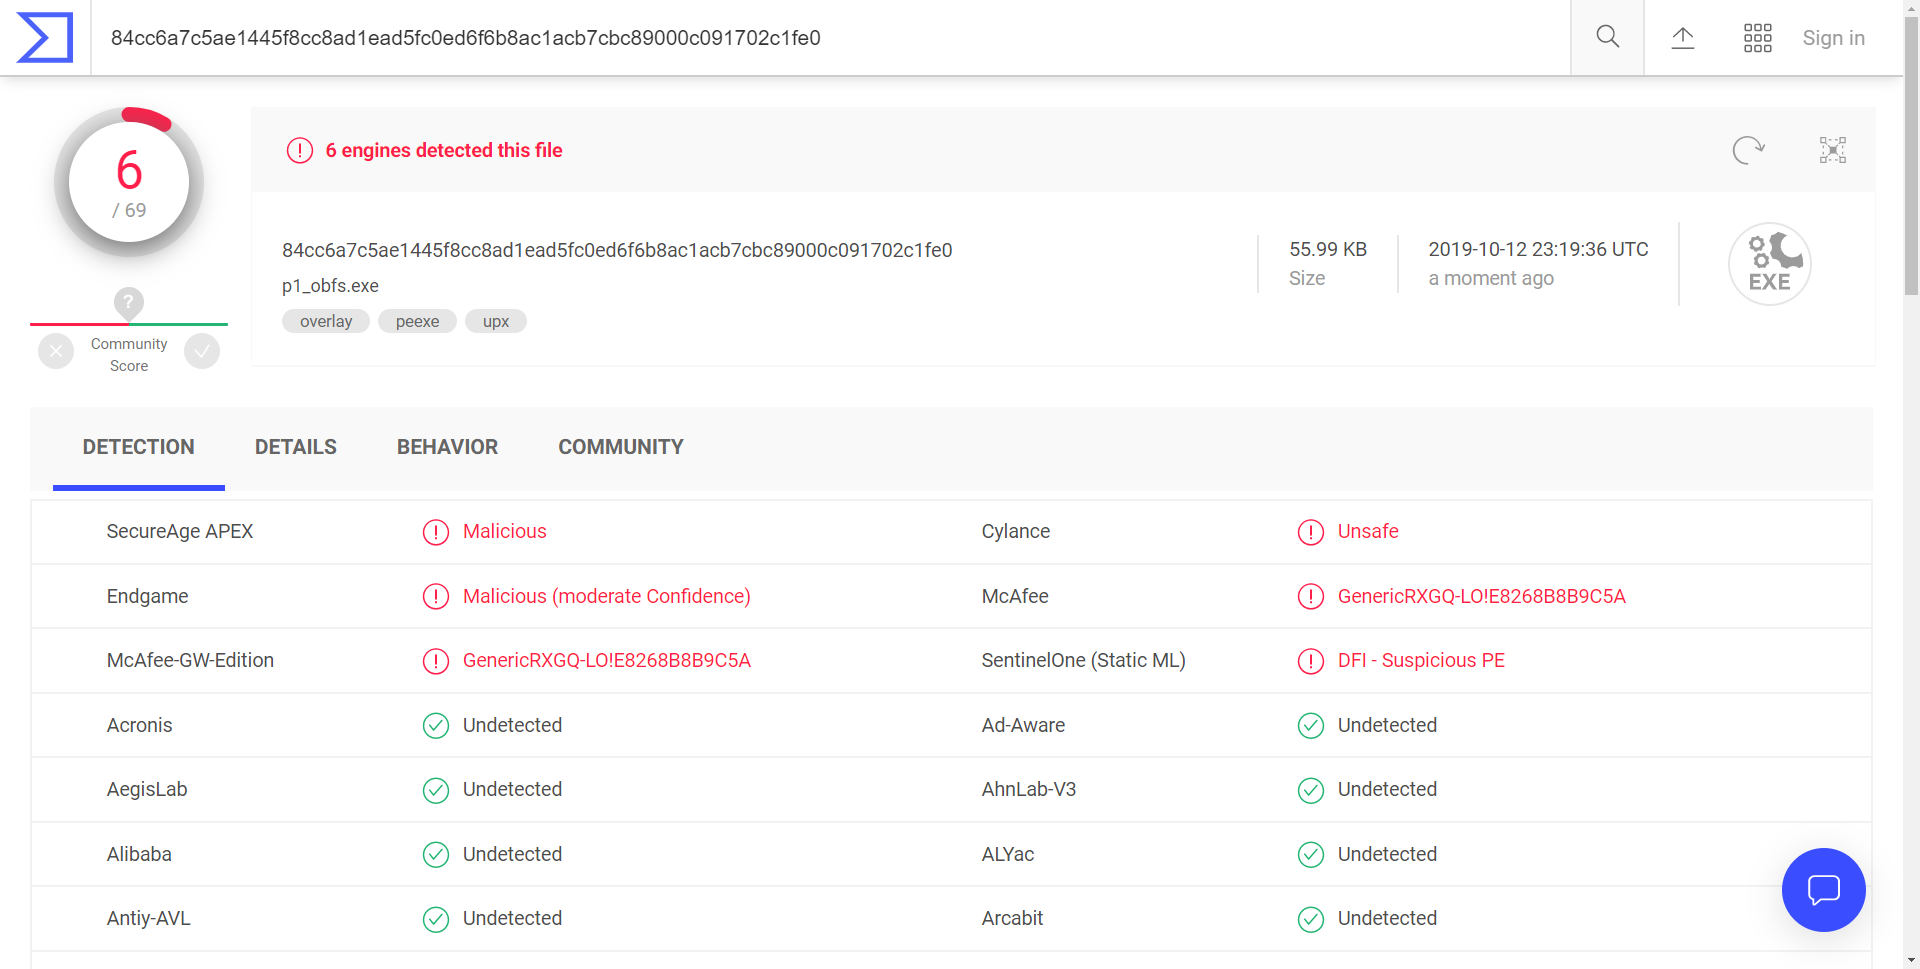 84cc6a7c5ae1445f8cc8ad1ead5fc0ed6f6b8ac1acb7cbc89000c091702c1fe0
Sign in
6
/ 69
6 engines detected this file
84cc6a7c5ae1445f8cc8ad1ead5fc0ed6f6b8ac1acb7cbc89000c091702c1fe0
p1_obfs.exe
overlay peexe upx
55.99 KB
Size
2019-10-12 23:19:36 UTC
a moment ago
EXE
?
Community
Score
DETECTION DETAILS BEHAVIOR COMMUNITY
SecureAge APEX Malicious Cylance Unsafe
Endgame Malicious (moderate Confidence) McAfee GenericRXGQ-LO!E8268B8B9C5A
McAfee-GW-Edition GenericRXGQ-LO!E8268B8B9C5A SentinelOne (Static ML) DFI - Suspicious PE
Acronis Undetected Ad-Aware Undetected
AegisLab Undetected AhnLab-V3 Undetected
Alibaba Undetected ALYac Undetected
Antiy-AVL Undetected Arcabit Undetected